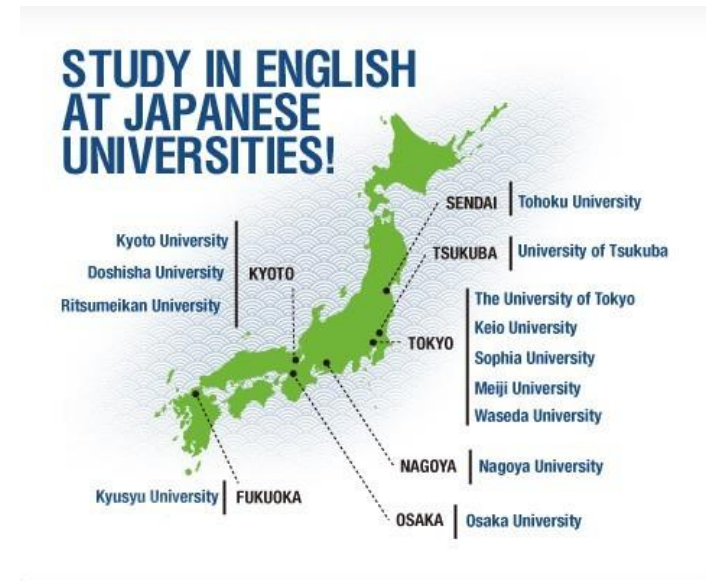 STUDY IN ENGLISH
AT JAPANESE
UNIVERSITIES!
SENDAI
Tohoku University
TSUKUBA
University of Tsukuba
Kyoto University
Doshisha University
Ritsumeikan University
KYOTO
TOKYO
The University of Tokyo
Keio University
Sophia University
Meiji University
Waseda University
NAGOYA
Nagoya University
Kyusyu University
FUKUOKA
OSAKA
Osaka University